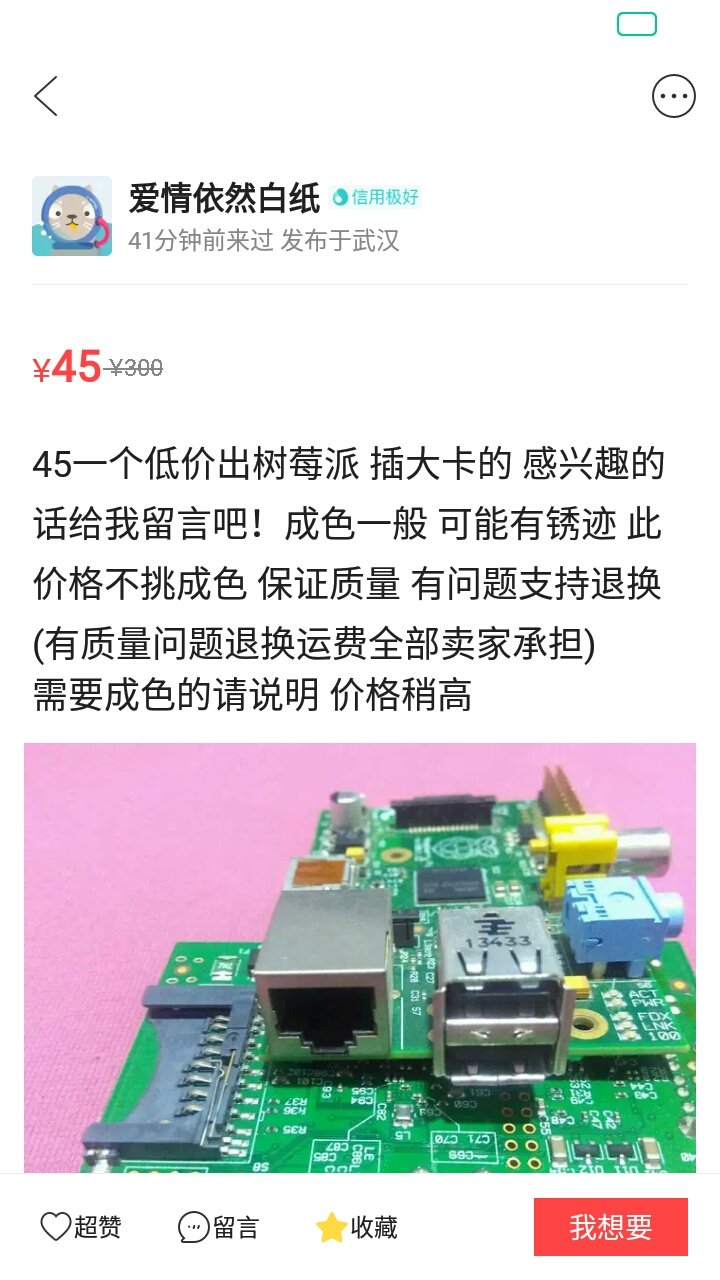 爱情依然白纸 信用极好
41分钟前来过 发布于武汉
¥45 ¥300
45一个低价出树莓派 插大卡的 感兴趣的
话给我留言吧！成色一般 可能有锈迹 此
价格不挑成色 保证质量 有问题支持退换
(有质量问题退换运费全部卖家承担)
需要成色的请说明 价格稍高
13433
ACT
PWR
FDX
LNK
100
超赞 留言 收藏 我想要